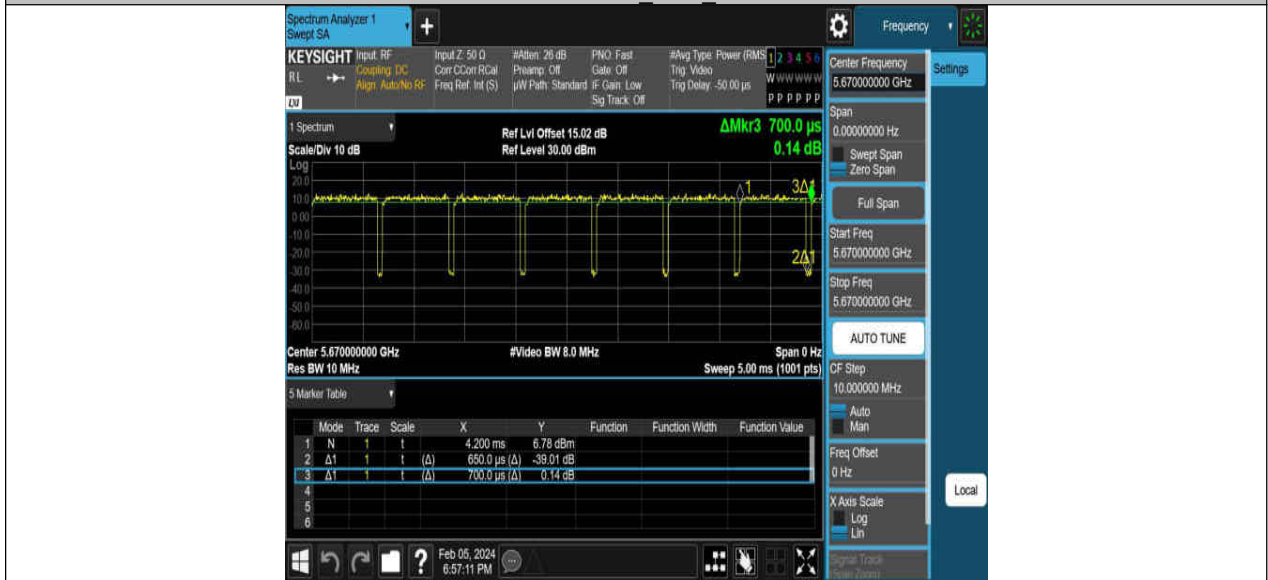 Spectrum Analyzer 1
Swept SA
+
Frequency
KEYSIGHT
RL
LXI
Input: RF
Coupling: DC
Align: Auto/No RF
Input Z: 50 Ω
Corr CCorr RCal
Freq Ref: Int (S)
#Atten: 26 dB
Preamp: Off
µW Path: Standard
PNO: Fast
Gate: Off
IF Gain: Low
Sig Track: Off
#Avg Type: Power (RMS
Trig: Video
Trig Delay: -50.00 µs
1 2 3 4 5 6
W W W W W W
P P P P P P
1 Spectrum
Scale/Div 10 dB
Ref Lvl Offset 15.02 dB
Ref Level 30.00 dBm
ΔMkr3 700.0 µs
0.14 dB
Log
20.0
10.0
0.00
-10.0
-20.0
-30.0
-40.0
-50.0
-60.0
1
3Δ1
2Δ1
Center 5.670000000 GHz
#Video BW 8.0 MHz
Span 0 Hz
Res BW 10 MHz
Sweep 5.00 ms (1001 pts)
5 Marker Table
Mode Trace Scale X Y Function Function Width Function Value
1 N 1 t 4.200 ms 6.78 dBm
2 Δ1 1 t (Δ) 650.0 µs (Δ) -39.01 dB
3 Δ1 1 t (Δ) 700.0 µs (Δ) 0.14 dB
4
5
6
Feb 05, 2024
6:57:11 PM
?
Center Frequency
5.670000000 GHz
Settings
Span
0.00000000 Hz
Swept Span
Zero Span
Full Span
Start Freq
5.670000000 GHz
Stop Freq
5.670000000 GHz
AUTO TUNE
CF Step
10.000000 MHz
Auto
Man
Freq Offset
0 Hz
X Axis Scale
Log
Lin
Local
Signal Track
(Span Zoom)